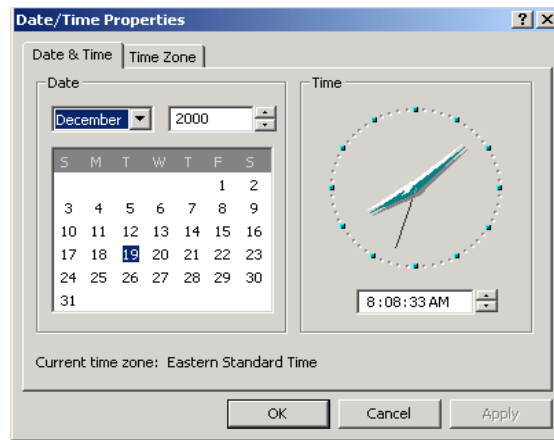 Date/Time Properties
Date & Time Time Zone
Date
December 2000
S M T W T F S
1 2
3 4 5 6 7 8 9
10 11 12 13 14 15 16
17 18 19 20 21 22 23
24 25 26 27 28 29 30
31
Time
8:08:33 AM
Current time zone: Eastern Standard Time
OK Cancel Apply